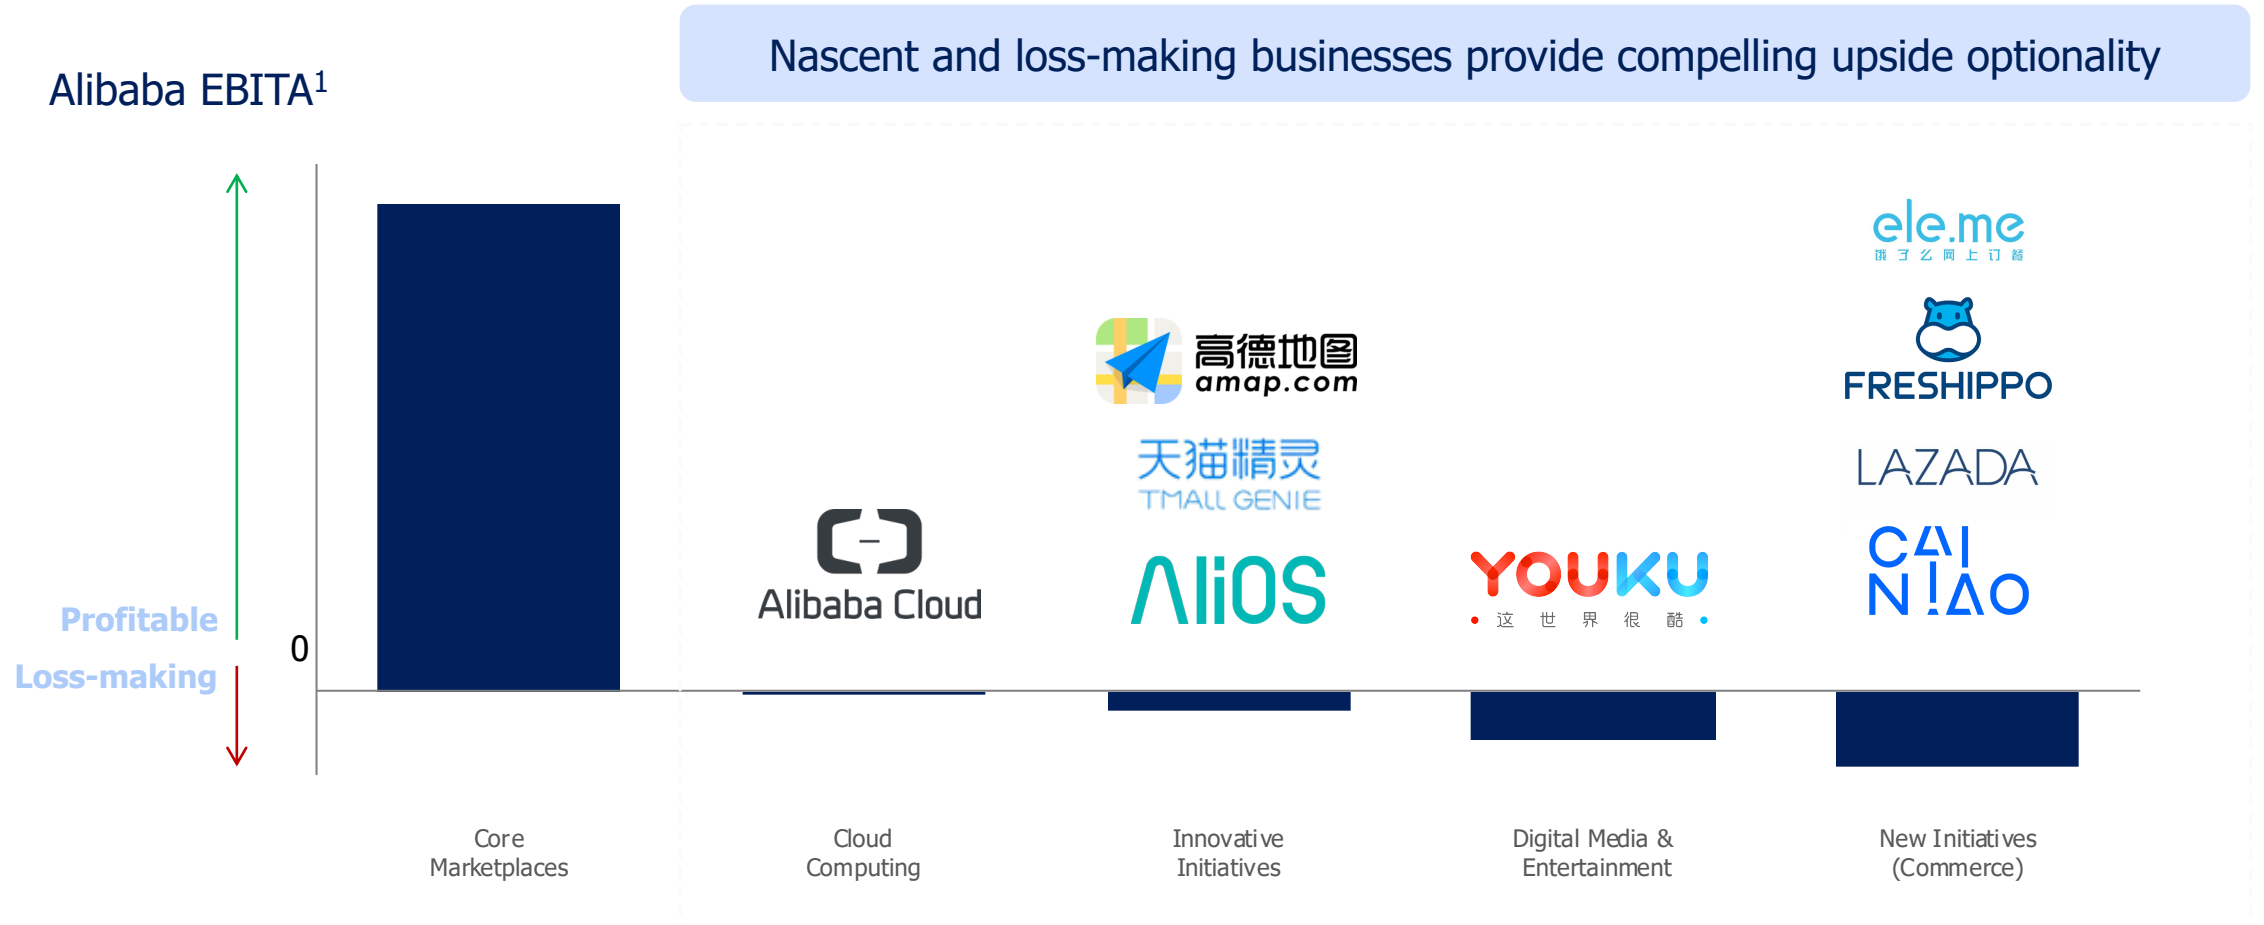 Nascent and loss-making businesses provide compelling upside optionality
Alibaba EBITA1
Profitable
Loss-making
0
Alibaba Cloud
高德地图
amap.com
天猫精灵
TMALL GENIE
AliOS
YOUKU
这世界很酷
ele.me
饿了么网上订餐
FRESHIPPO
LAZADA
CAI
NIAO
Core
Marketplaces
Cloud
Computing
Innovative
Initiatives
Digital Media &
Entertainment
New Initiatives
(Commerce)